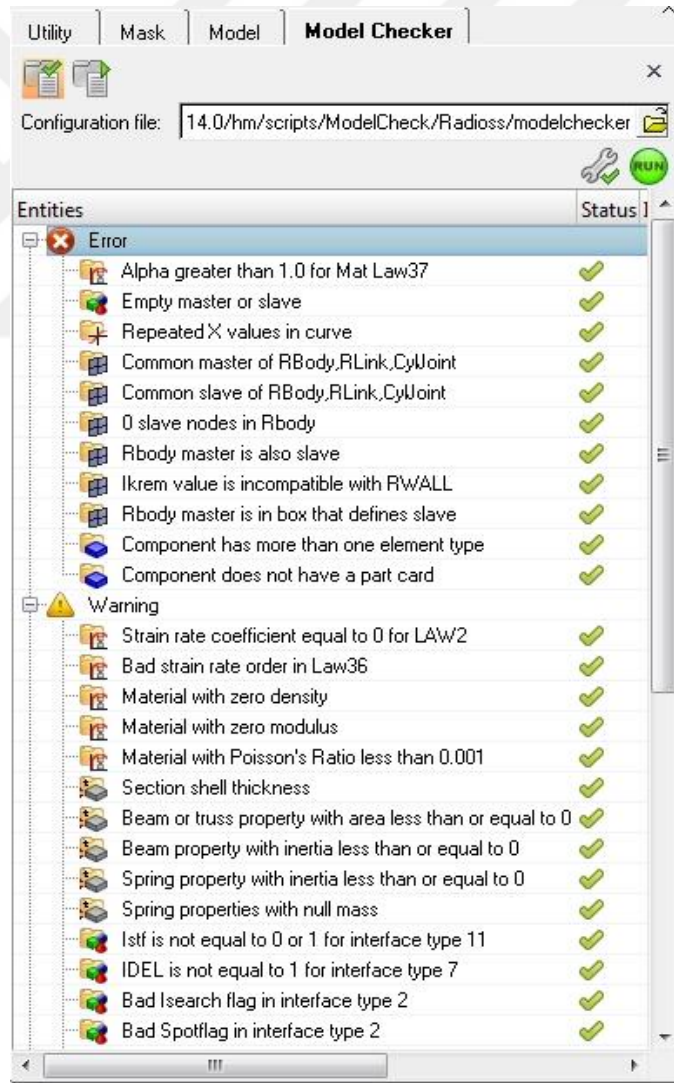 Utility Mask Model Model Checker
Configuration file: 14.0/hm/scripts/ModelCheck/Radioss/modelchecker
RUN
Entities Status
Error
Alpha greater than 1.0 for Mat Law37
Empty master or slave
Repeated X values in curve
Common master of RBody,RLink,CylJoint
Common slave of RBody,RLink,CylJoint
0 slave nodes in Rbody
Rbody master is also slave
Ikrem value is incompatible with RWALL
Rbody master is in box that defines slave
Component has more than one element type
Component does not have a part card
Warning
Strain rate coefficient equal to 0 for LAW2
Bad strain rate order in Law36
Material with zero density
Material with zero modulus
Material with Poisson's Ratio less than 0.001
Section shell thickness
Beam or truss property with area less than or equal to 0
Beam property with inertia less than or equal to 0
Spring property with inertia less than or equal to 0
Spring properties with null mass
Istf is not equal to 0 or 1 for interface type 11
IDEL is not equal to 1 for interface type 7
Bad Isearch flag in interface type 2
Bad Spotflag in interface type 2